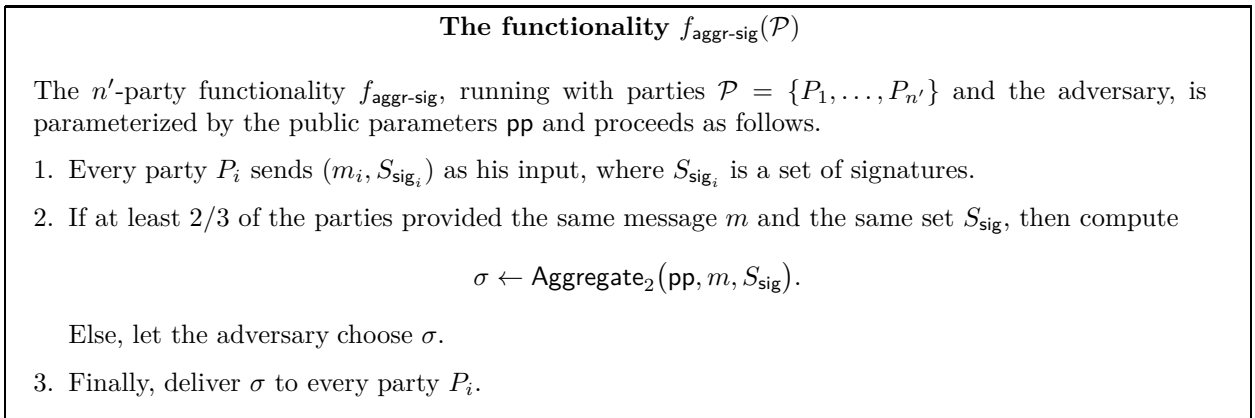 The functionality f_aggr-sig(𝒫)
The n′-party functionality f_aggr-sig, running with parties 𝒫 = {P_1, . . . , P_n′} and the adversary, is
parameterized by the public parameters pp and proceeds as follows.
1. Every party P_i sends (m_i, S_sig_i) as his input, where S_sig_i is a set of signatures.
2. If at least 2/3 of the parties provided the same message m and the same set S_sig, then compute
σ ← Aggregate_2(pp, m, S_sig).
Else, let the adversary choose σ.
3. Finally, deliver σ to every party P_i.